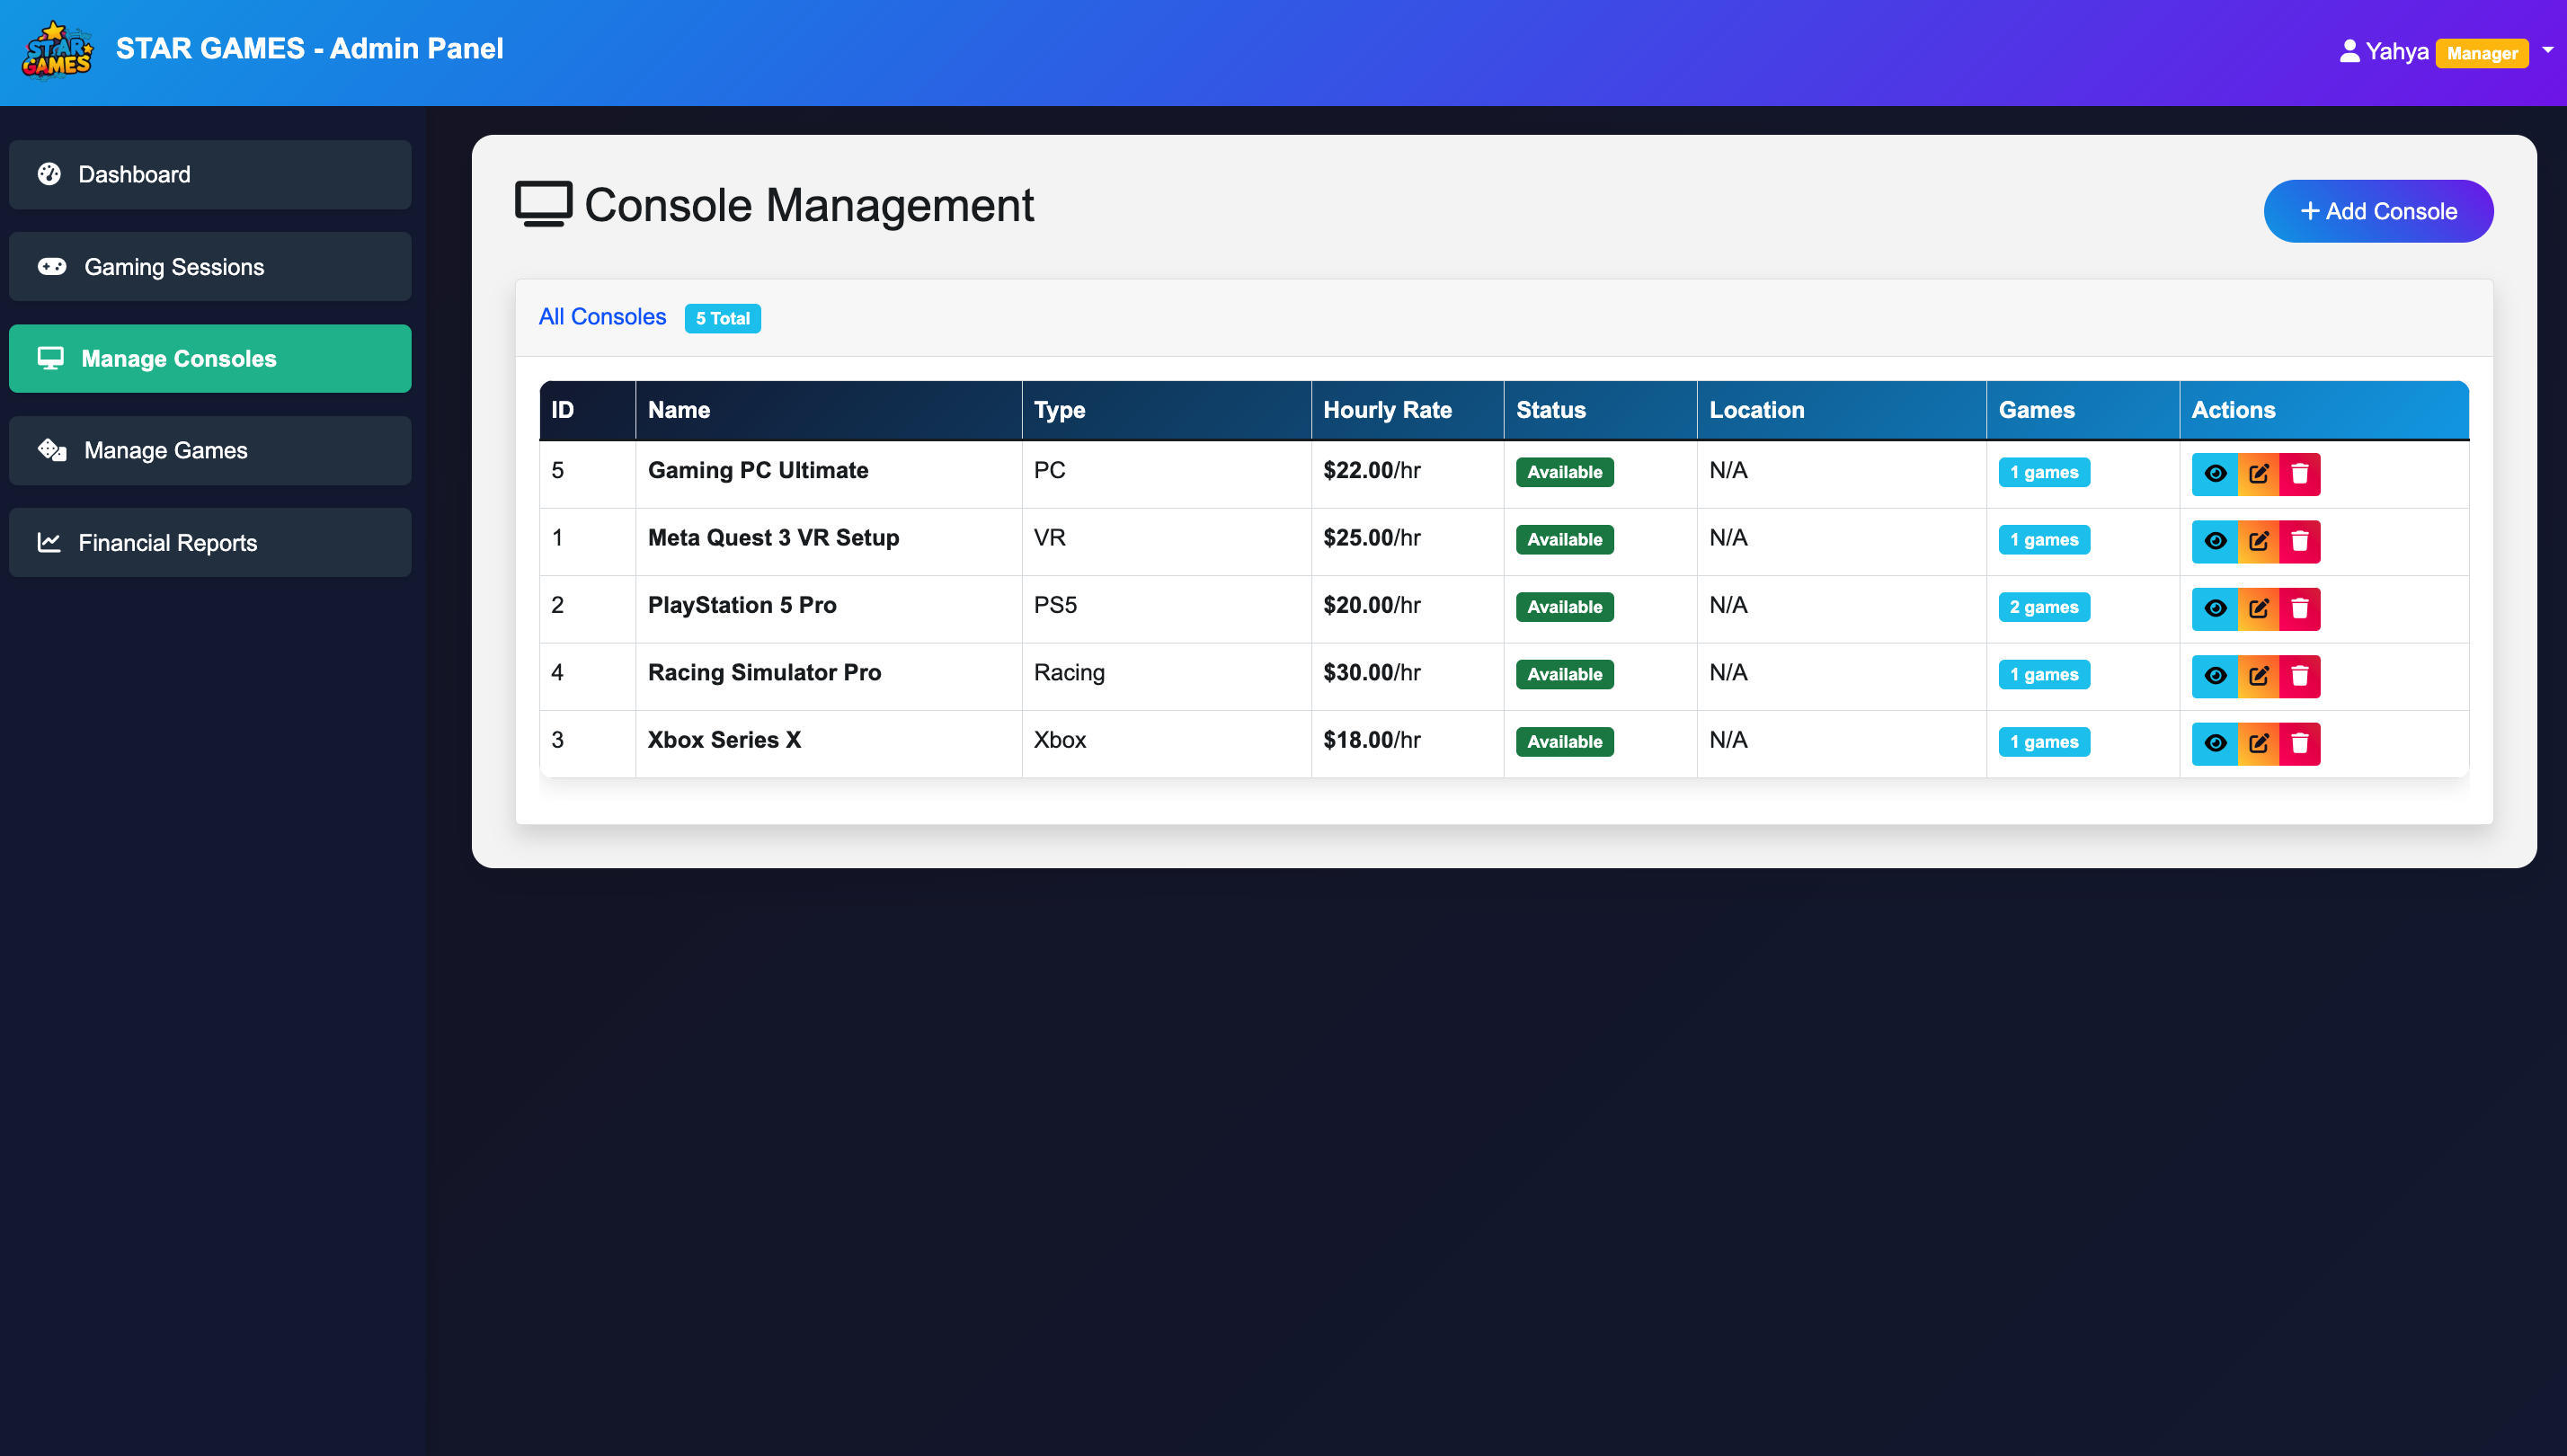 STAR GAMES
STAR GAMES - Admin Panel
Yahya Manager
Dashboard
Gaming Sessions
Manage Consoles
Manage Games
Financial Reports
Console Management
+ Add Console
All Consoles 5 Total
ID Name Type Hourly Rate Status Location Games Actions
5 Gaming PC Ultimate PC $22.00/hr Available N/A 1 games
1 Meta Quest 3 VR Setup VR $25.00/hr Available N/A 1 games
2 PlayStation 5 Pro PS5 $20.00/hr Available N/A 2 games
4 Racing Simulator Pro Racing $30.00/hr Available N/A 1 games
3 Xbox Series X Xbox $18.00/hr Available N/A 1 games